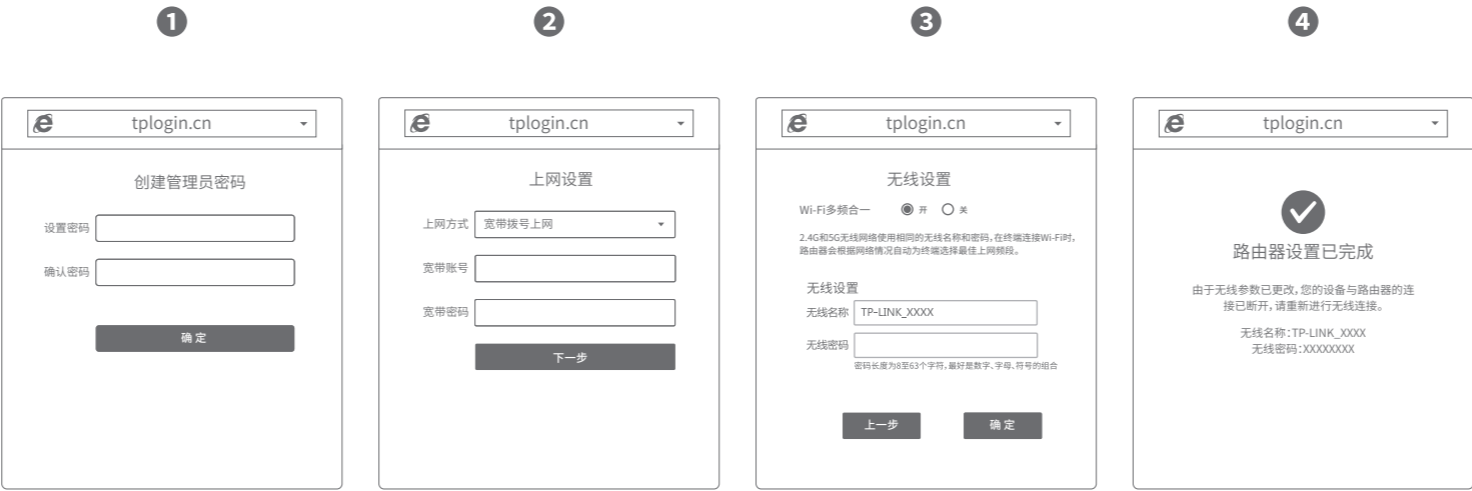 1
2
3
4
tplogin.cn
创建管理员密码
设置密码
确认密码
确 定
tplogin.cn
上网设置
上网方式 宽带拨号上网
宽带账号
宽带密码
下一步
tplogin.cn
无线设置
Wi-Fi多频合一 开 关
2.4G和5G无线网络使用相同的无线名称和密码,在终端连接Wi-Fi时,
路由器会根据网络情况自动为终端选择最佳上网频段。
无线设置
无线名称 TP-LINK_XXXX
无线密码
密码长度为8至63个字符,最好是数字、字母、符号的组合
上一步 确 定
tplogin.cn
路由器设置已完成
由于无线参数已更改,您的设备与路由器的连
接已断开,请重新进行无线连接。
无线名称:TP-LINK_XXXX
无线密码:XXXXXXXX